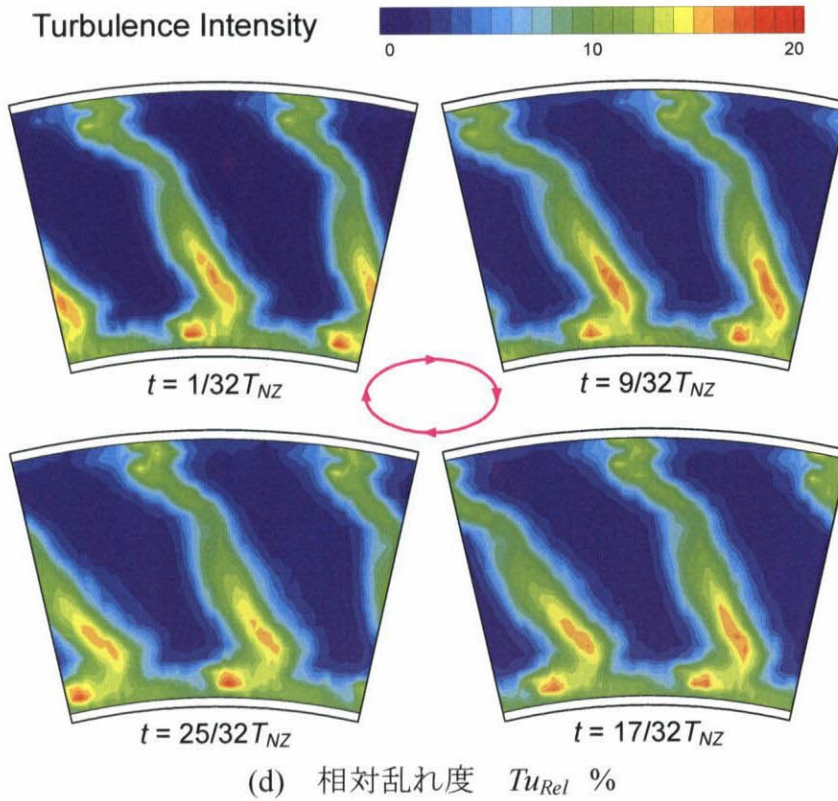 Turbulence Intensity
0 10 20
t = 1/32T_NZ
t = 9/32T_NZ
t = 25/32T_NZ
t = 17/32T_NZ
(d) 相対乱れ度 Tu_Rel %